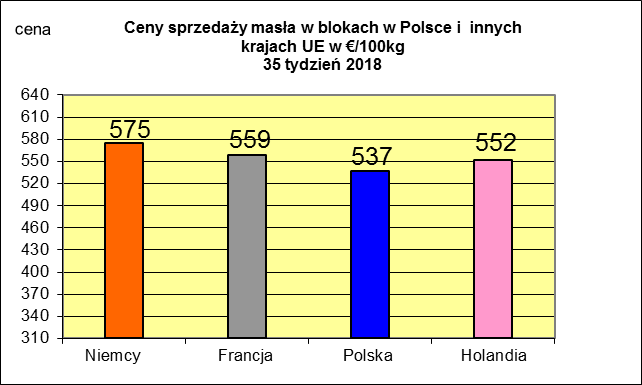 cena
Ceny sprzedaży masła w blokach w Polsce i  innych
krajach UE w €/100kg
35 tydzień 2018
640
610
580
550
520
490
460
430
400
370
340
310
575
559
537
552
Niemcy
Francja
Polska
Holandia